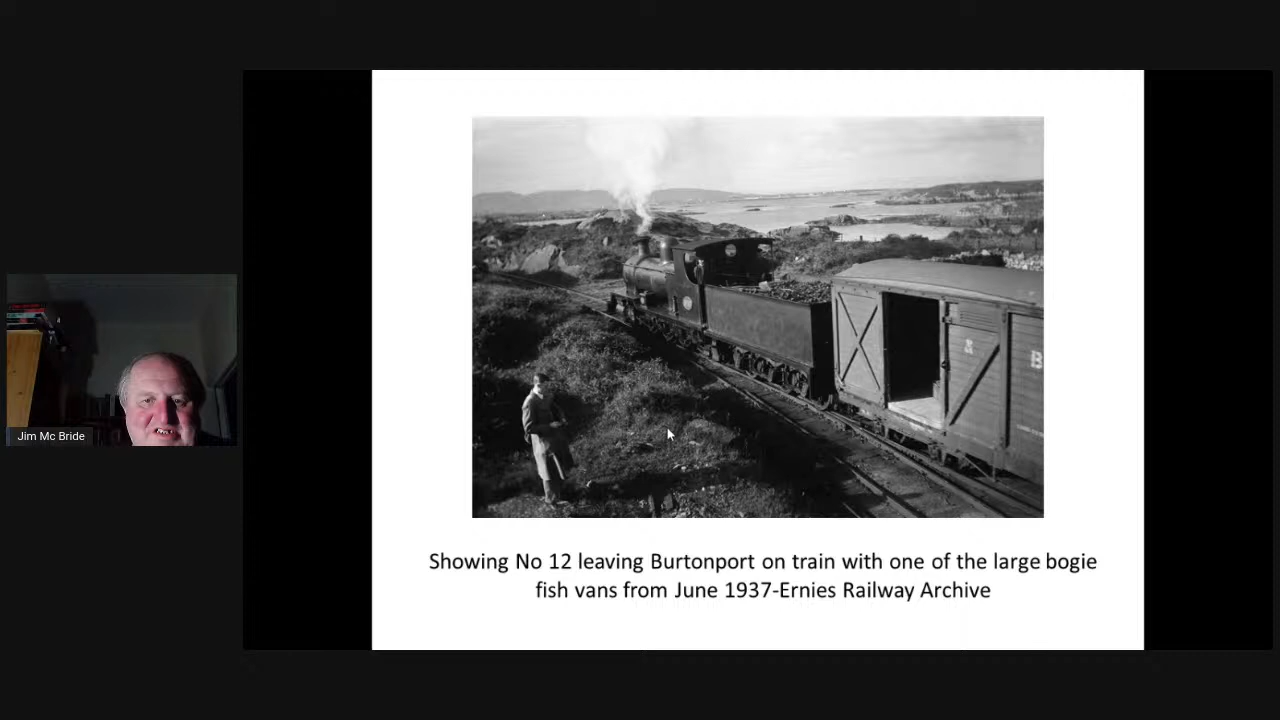 Jim Mc Bride
Showing No 12 leaving Burtonport on train with one of the large bogie
fish vans from June 1937-Ernies Railway Archive
B